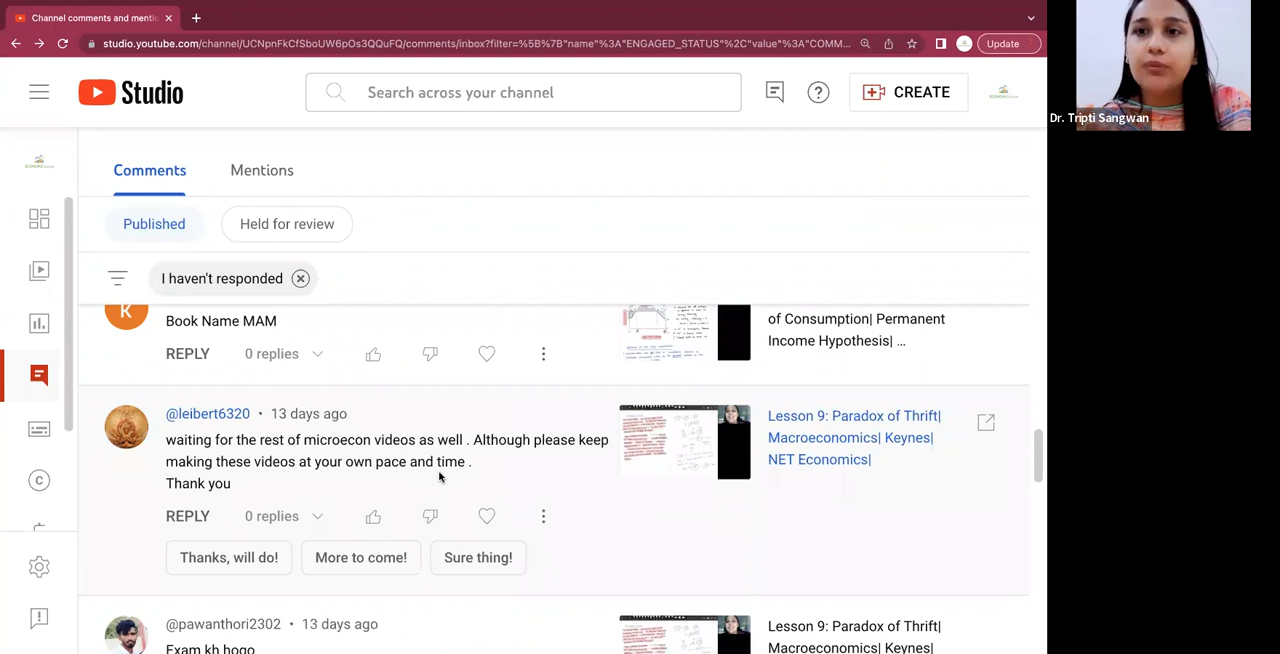 Channel comments and mentio
studio.youtube.com/channel/UCNpnFkCfSboUW6pOs3QQuFQ/comments/inbox?filter=%5B%7B"name"%3A"ENGAGED_STATUS"%2C"value"%3A"COMM...
Update
Studio
Search across your channel
CREATE
Dr. Tripti Sangwan
Comments
Mentions
Published
Held for review
I haven't responded
K
Book Name MAM
of Consumption| Permanent
Income Hypothesis| ...
REPLY
0 replies
@leibert6320 • 13 days ago
waiting for the rest of microecon videos as well . Although please keep
making these videos at your own pace and time .
Thank you
Lesson 9: Paradox of Thrift|
Macroeconomics| Keynes|
NET Economics|
REPLY
0 replies
Thanks, will do!
More to come!
Sure thing!
@pawanthori2302 • 13 days ago
Exam kh hogo
Lesson 9: Paradox of Thrift|
Macroeconomics| Keynes|